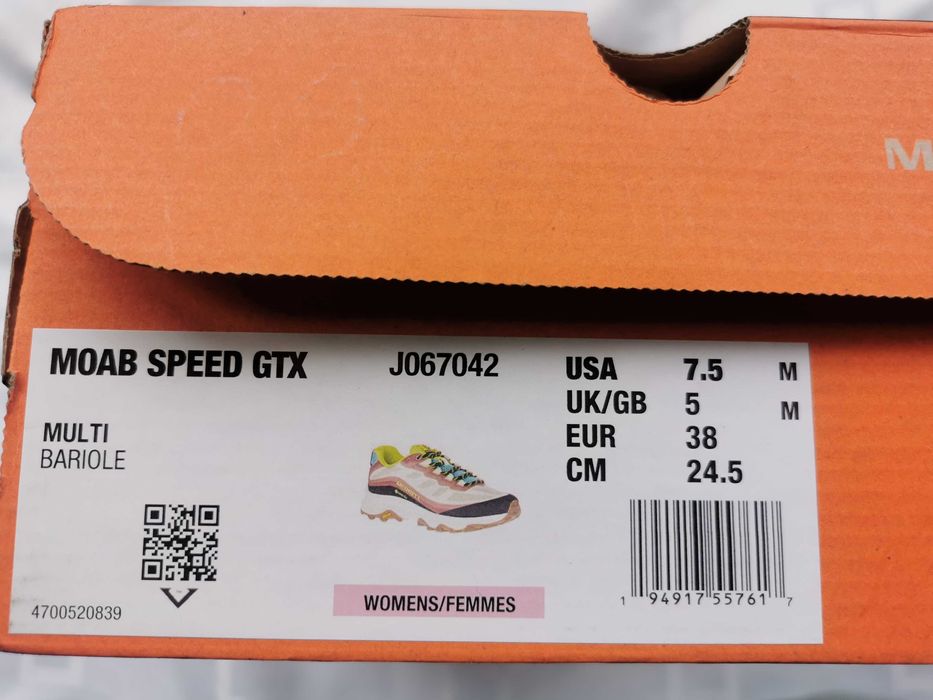 M
MOAB SPEED GTX
J067042
USA 7.5 M
UK/GB 5 M
EUR 38
CM 24.5
MULTI
BARIOLE
4700520839
WOMENS/FEMMES
1 94917 55761 7